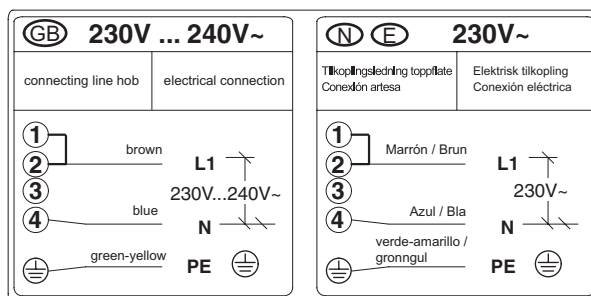 GB 230V ... 240V~
connecting line hob
electrical connection
1
2
3
4
brown
blue
green-yellow
L1
230V...240V~
N
PE
N E 230V~
Tilkoplingsledning toppflate
Conexión artesa
Elektrisk tilkopling
Conexión eléctrica
1
2
3
4
Marrón / Brun
Azul / Bla
verde-amarillo /
gronngul
L1
230V~
N
PE